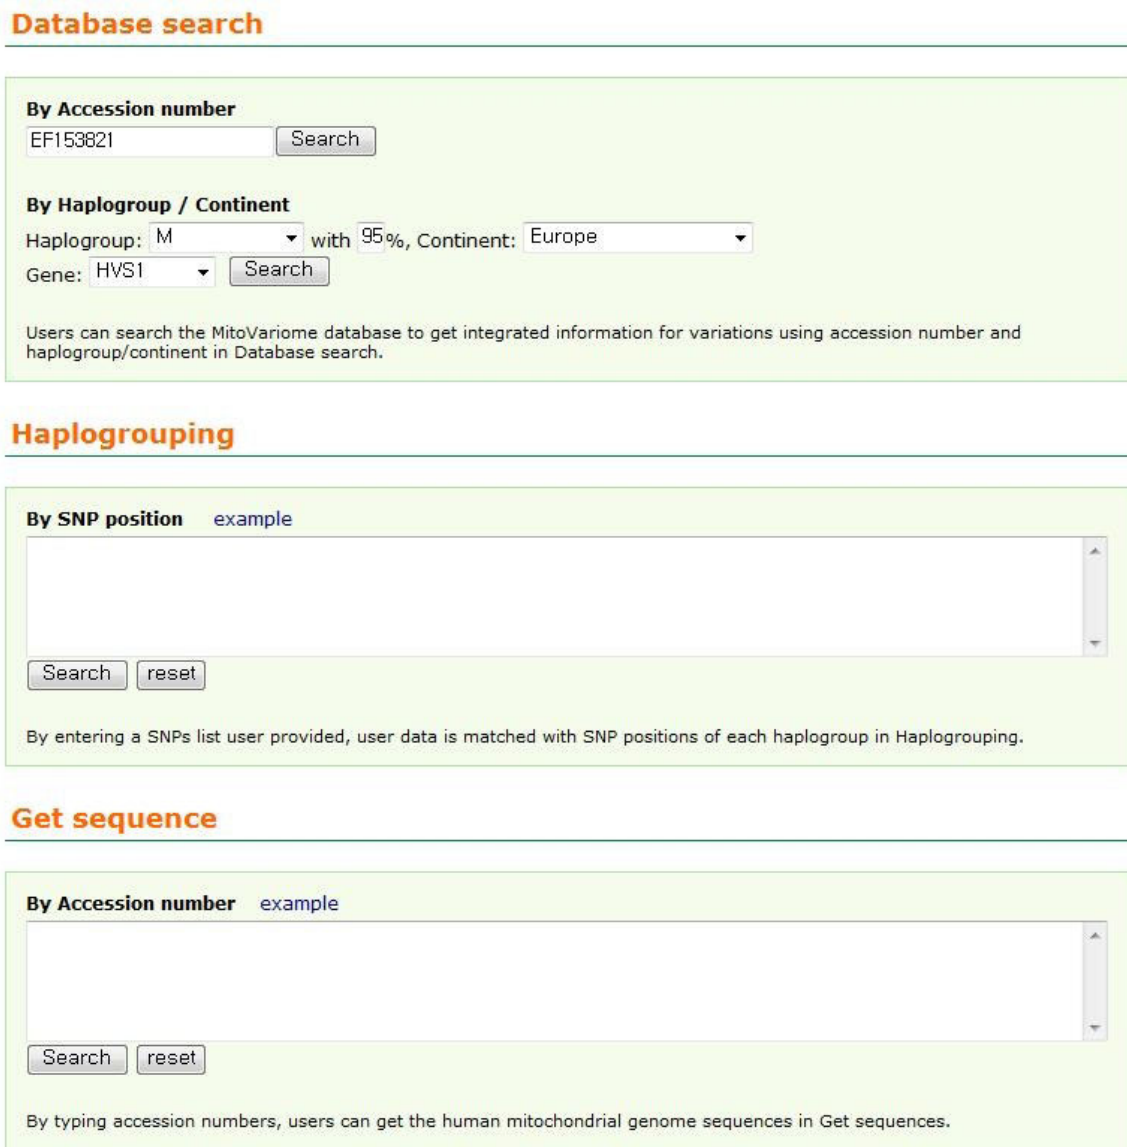 Database search
By Accession number
EF153821 Search
By Haplogroup / Continent
Haplogroup: M with 95%, Continent: Europe
Gene: HVS1 Search
Users can search the MitoVariome database to get integrated information for variations using accession number and
haplogroup/continent in Database search.
Haplogrouping
By SNP position example
Search reset
By entering a SNPs list user provided, user data is matched with SNP positions of each haplogroup in Haplogrouping.
Get sequence
By Accession number example
Search reset
By typing accession numbers, users can get the human mitochondrial genome sequences in Get sequences.